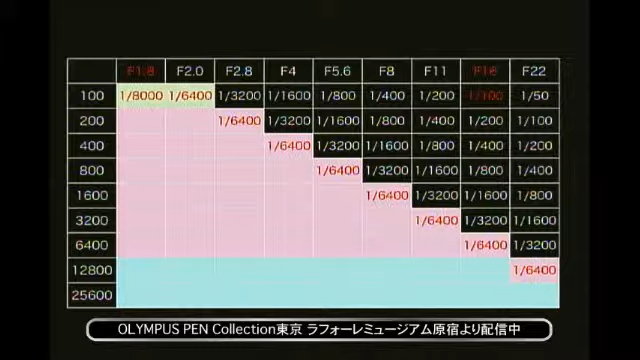 F1.8 F2.0 F2.8 F4 F5.6 F8 F11 F16 F22
100 1/8000 1/6400 1/3200 1/1600 1/800 1/400 1/200 1/100 1/50
200 1/6400 1/3200 1/1600 1/800 1/400 1/200 1/100
400 1/6400 1/3200 1/1600 1/800 1/400 1/200
800 1/6400 1/3200 1/1600 1/800 1/400
1600 1/6400 1/3200 1/1600 1/800
3200 1/6400 1/3200 1/1600
6400 1/6400 1/3200
12800 1/6400
25600
OLYMPUS PEN Collection東京 ラフォーレミュージアム原宿より配信中